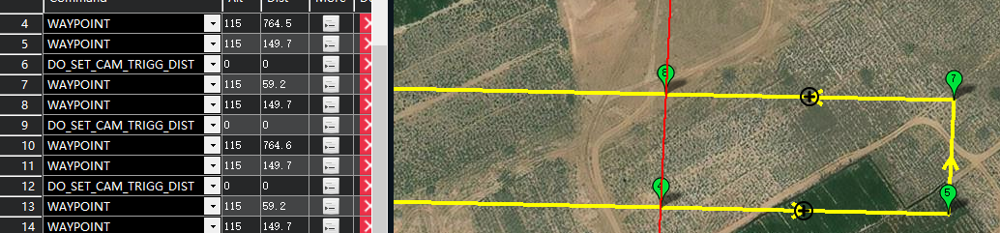 Command Alt Dist More De
4 WAYPOINT 115 764.5
5 WAYPOINT 115 149.7
6 DO_SET_CAM_TRIGG_DIST 0 0
7 WAYPOINT 115 59.2
8 WAYPOINT 115 149.7
9 DO_SET_CAM_TRIGG_DIST 0 0
10 WAYPOINT 115 764.6
11 WAYPOINT 115 149.7
12 DO_SET_CAM_TRIGG_DIST 0 0
13 WAYPOINT 115 59.2
14 WAYPOINT 115 149.7
8
7
4
5